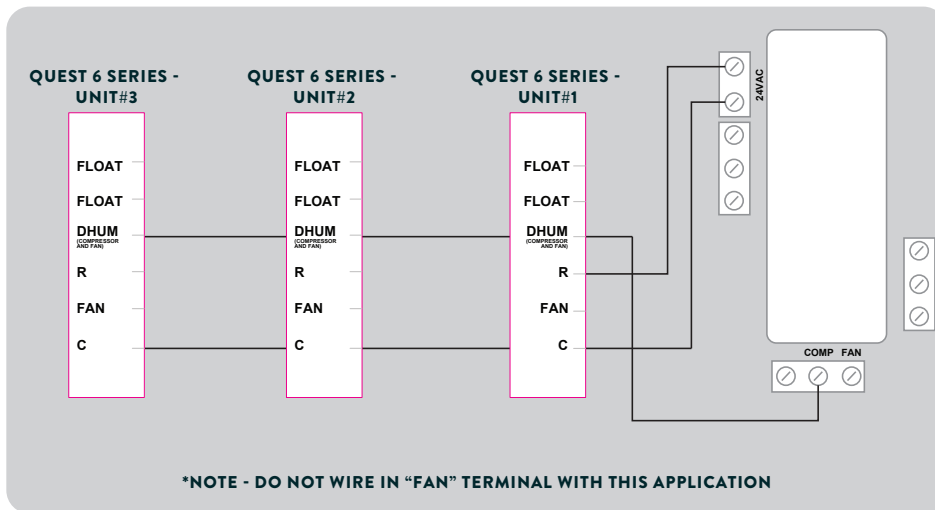 QUEST 6 SERIES -
UNIT#3
QUEST 6 SERIES -
UNIT#2
QUEST 6 SERIES -
UNIT#1
FLOAT
FLOAT
DHUM
(COMPRESSOR
AND FAN)
R
FAN
C
FLOAT
FLOAT
DHUM
(COMPRESSOR
AND FAN)
R
FAN
C
FLOAT
FLOAT
DHUM
(COMPRESSOR
AND FAN)
R
FAN
C
24VAC
COMP FAN
*NOTE - DO NOT WIRE IN “FAN” TERMINAL WITH THIS APPLICATION